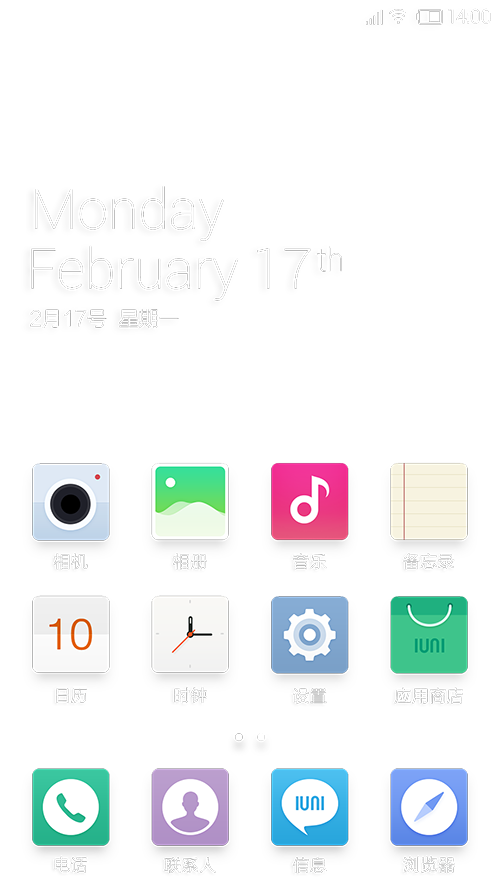 14:00
Monday
February 17th
2月17号 星期一
相机 相册 音乐 备忘录
10
IUNI
日历 时钟 设置 应用商店
IUNI
电话 联系人 信息 浏览器